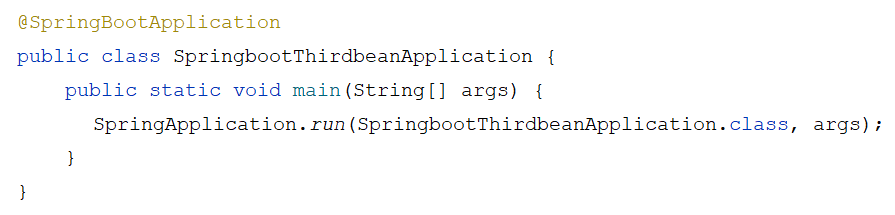 @SpringBootApplication
public class SpringbootThirdbeanApplication {
    public static void main(String[] args) {
        SpringApplication.run(SpringbootThirdbeanApplication.class, args);
    }
}